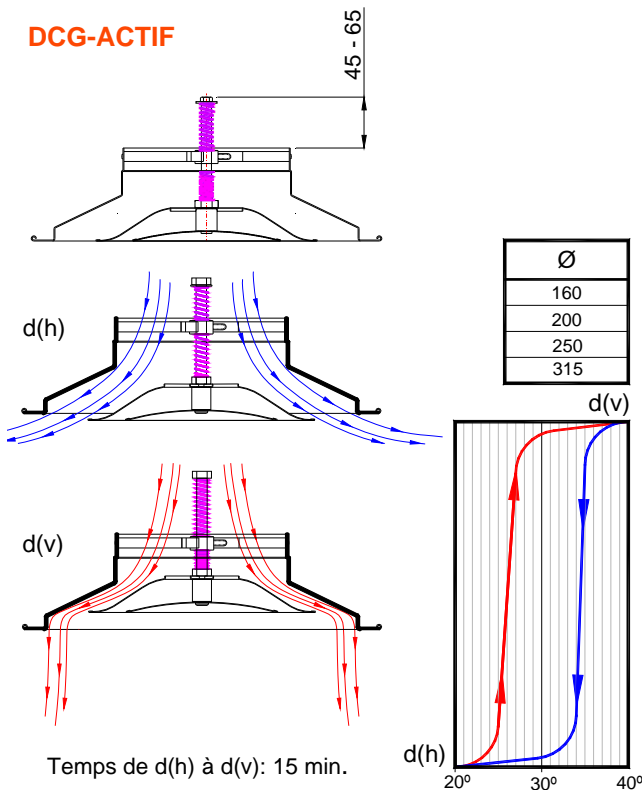 DCG-ACTIF
45 - 65
Ø
160
200
250
315
d(h)
d(v)
d(v)
d(h)
20º 30º 40º
Temps de d(h) à d(v): 15 min.